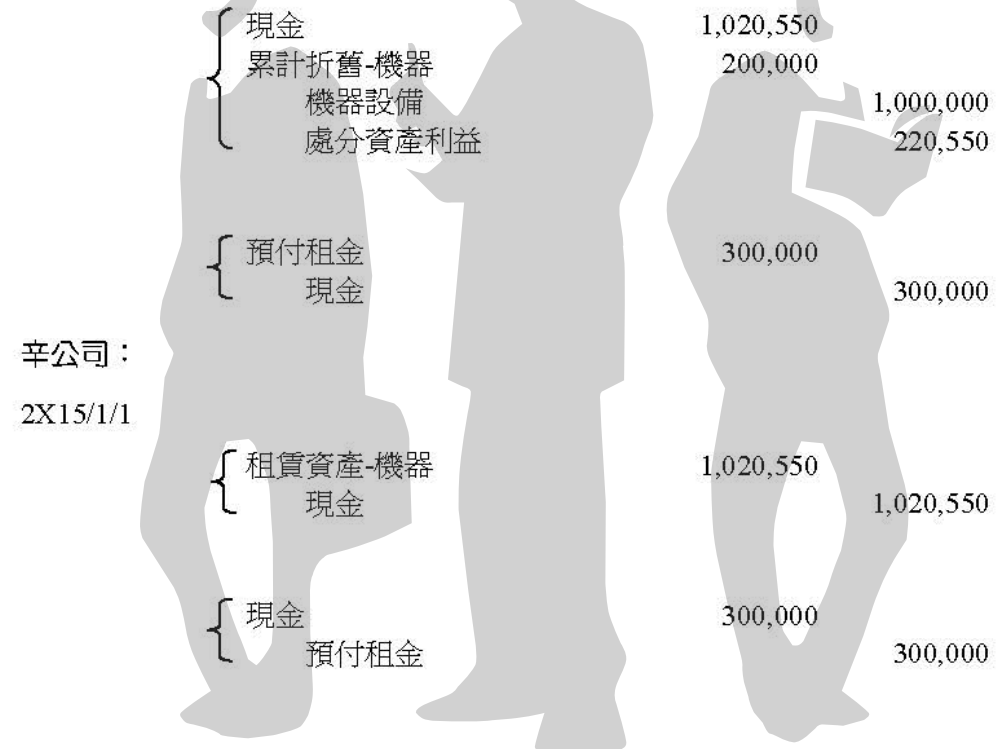 現金 1,020,550
累計折舊-機器 200,000
機器設備 1,000,000
處分資產利益 220,550
預付租金 300,000
現金 300,000
辛公司：
2X15/1/1
租賃資產-機器 1,020,550
現金 1,020,550
現金 300,000
預付租金 300,000